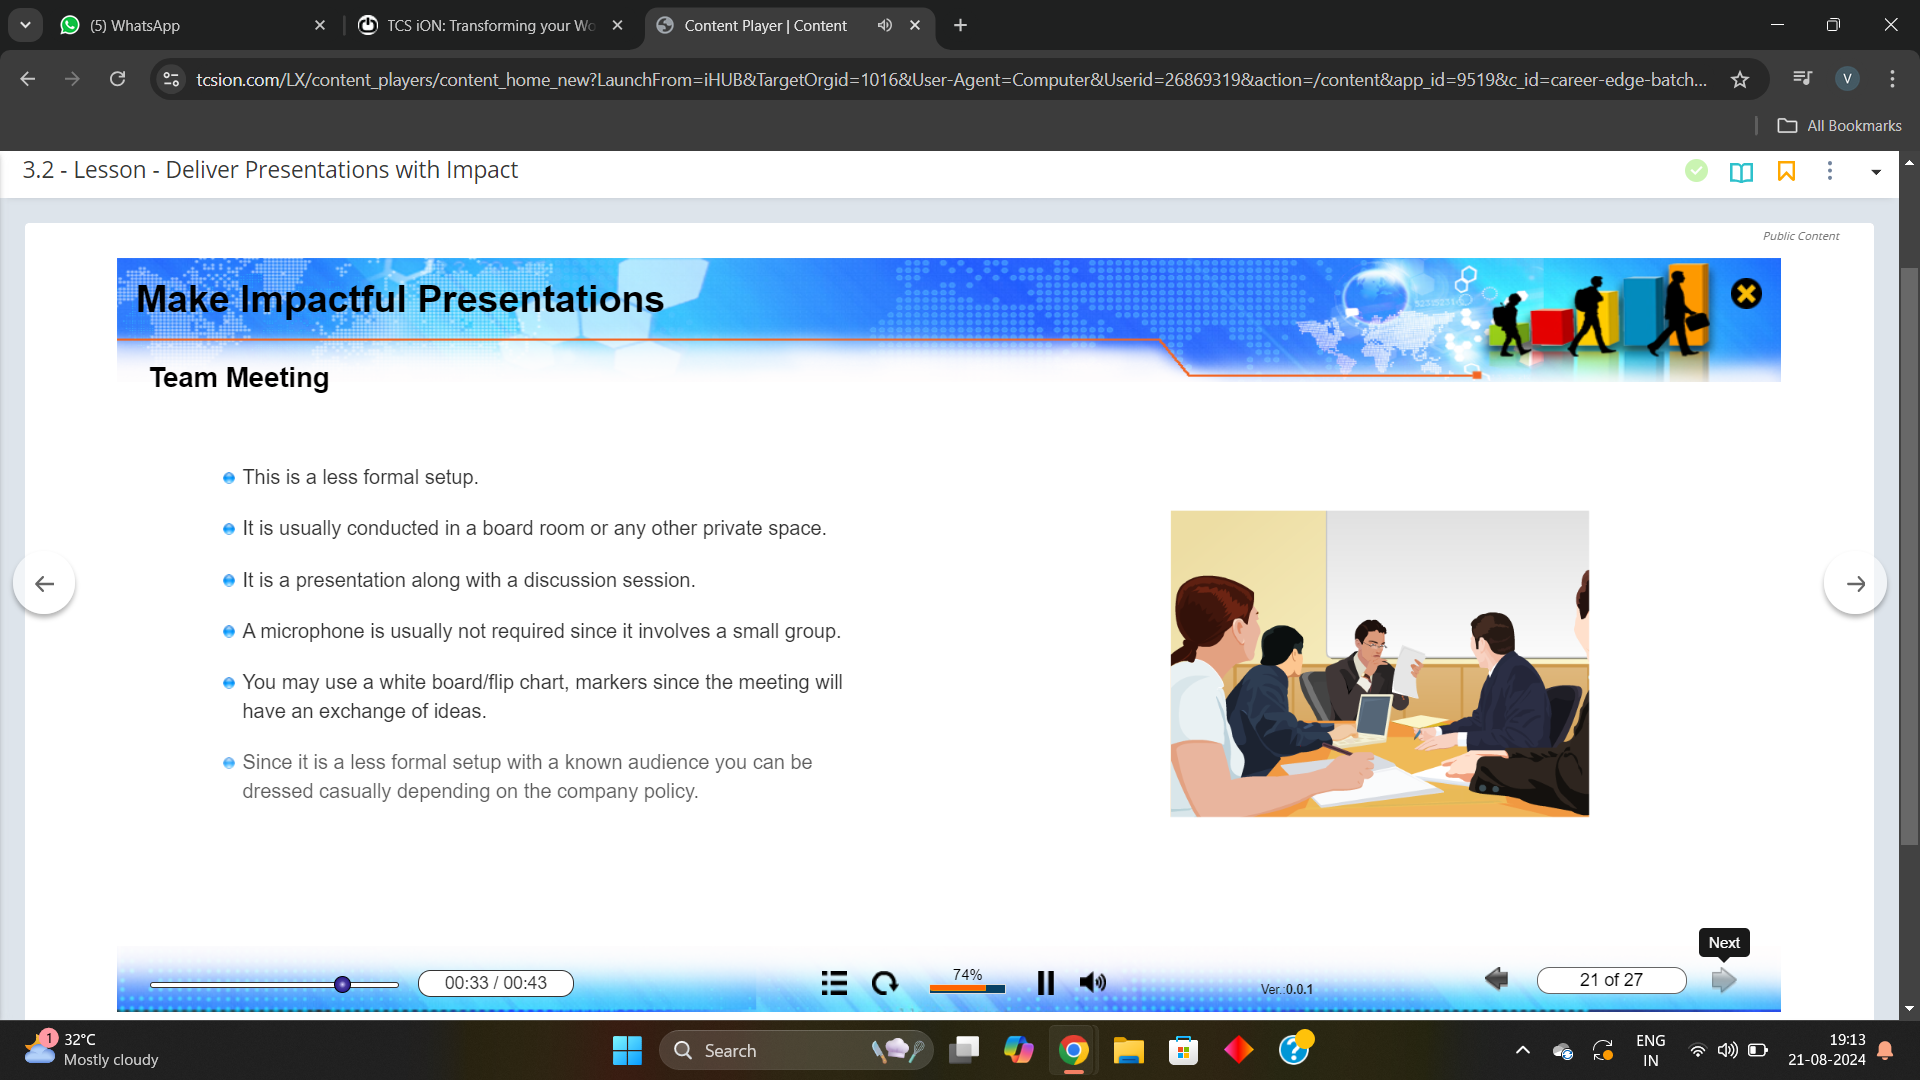 (5) WhatsApp
TCS iON: Transforming your Wo
Content Player | Content
tcsion.com/LX/content_players/content_home_new?LaunchFrom=iHUB&TargetOrgid=1016&User-Agent=Computer&Userid=26869319&action=/content&app_id=9519&c_id=career-edge-batch...
V
All Bookmarks
3.2 - Lesson - Deliver Presentations with Impact
Public Content
Make Impactful Presentations
Team Meeting
This is a less formal setup.
It is usually conducted in a board room or any other private space.
It is a presentation along with a discussion session.
A microphone is usually not required since it involves a small group.
You may use a white board/flip chart, markers since the meeting will
have an exchange of ideas.
Since it is a less formal setup with a known audience you can be
dressed casually depending on the company policy.
Next
00:33 / 00:43
74%
Ver.:0.0.1
21 of 27
1
32°C
Mostly cloudy
Search
ENG
IN
19:13
21-08-2024